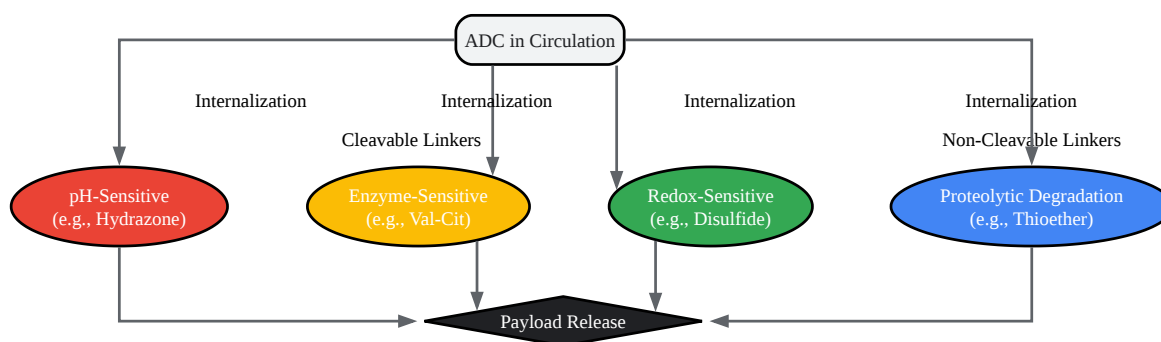 ADC in Circulation
Internalization
Internalization
Internalization
Internalization
Cleavable Linkers
Non-Cleavable Linkers
pH-Sensitive
(e.g., Hydrazone)
Enzyme-Sensitive
(e.g., Val-Cit)
Redox-Sensitive
(e.g., Disulfide)
Proteolytic Degradation
(e.g., Thioether)
Payload Release